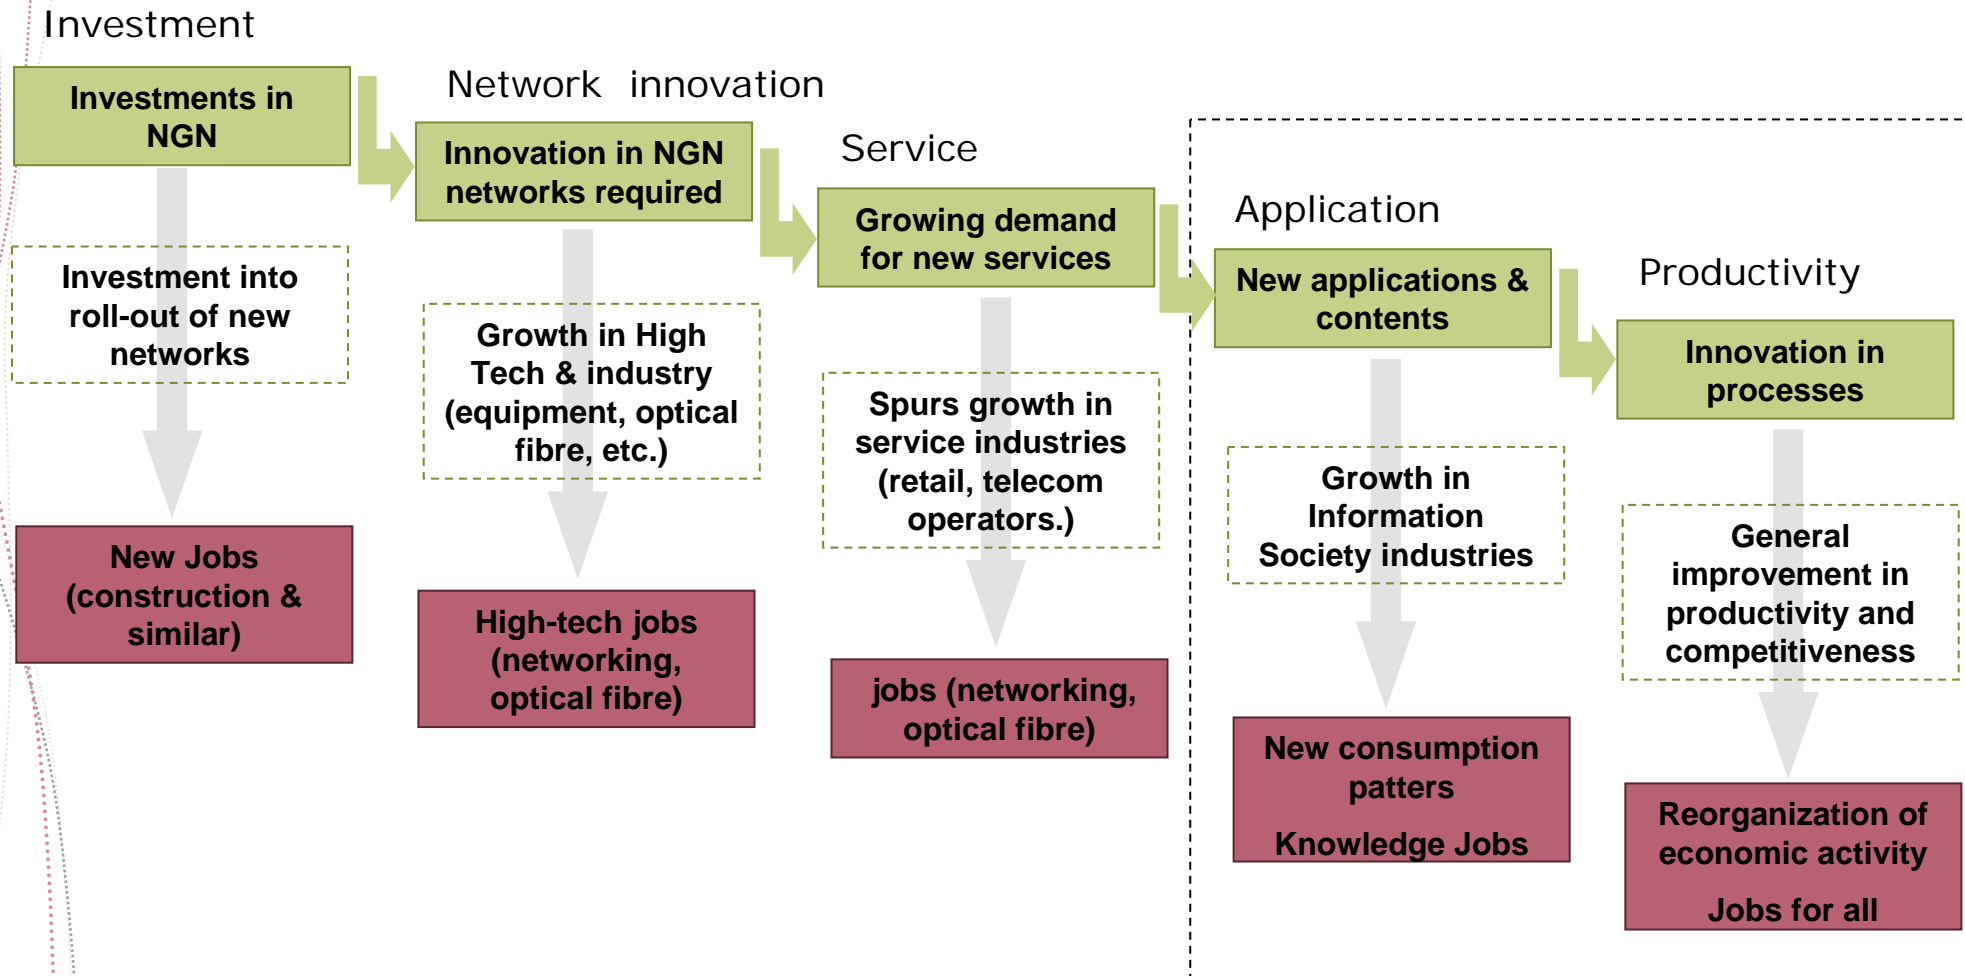 Investment
Investments in
NGN
Investment into
roll-out of new
networks
New Jobs
(construction &
similar)
Network innovation
Innovation in NGN
networks required
Growth in High
Tech & industry
(equipment, optical
fibre, etc.)
High-tech jobs
(networking,
optical fibre)
Service
Growing demand
for new services
Spurs growth in
service industries
(retail, telecom
operators.)
jobs (networking,
optical fibre)
Application
New applications &
contents
Growth in
Information
Society industries
New consumption
patters
Knowledge Jobs
Productivity
Innovation in
processes
General
improvement in
productivity and
competitiveness
Reorganization of
economic activity
Jobs for all